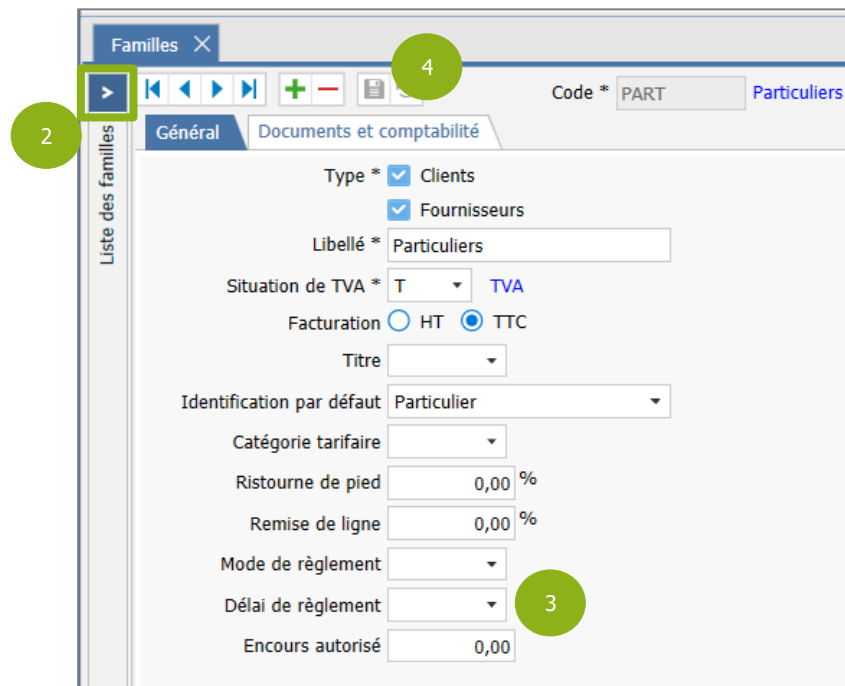 Familles
4
Code * PART Particuliers
2
Général Documents et comptabilité
Liste des familles
Type * Clients
Fournisseurs
Libellé * Particuliers
Situation de TVA * T TVA
Facturation HT TTC
Titre
Identification par défaut Particulier
Catégorie tarifaire
Ristourne de pied 0,00 %
Remise de ligne 0,00 %
Mode de règlement
Délai de règlement 3
Encours autorisé 0,00